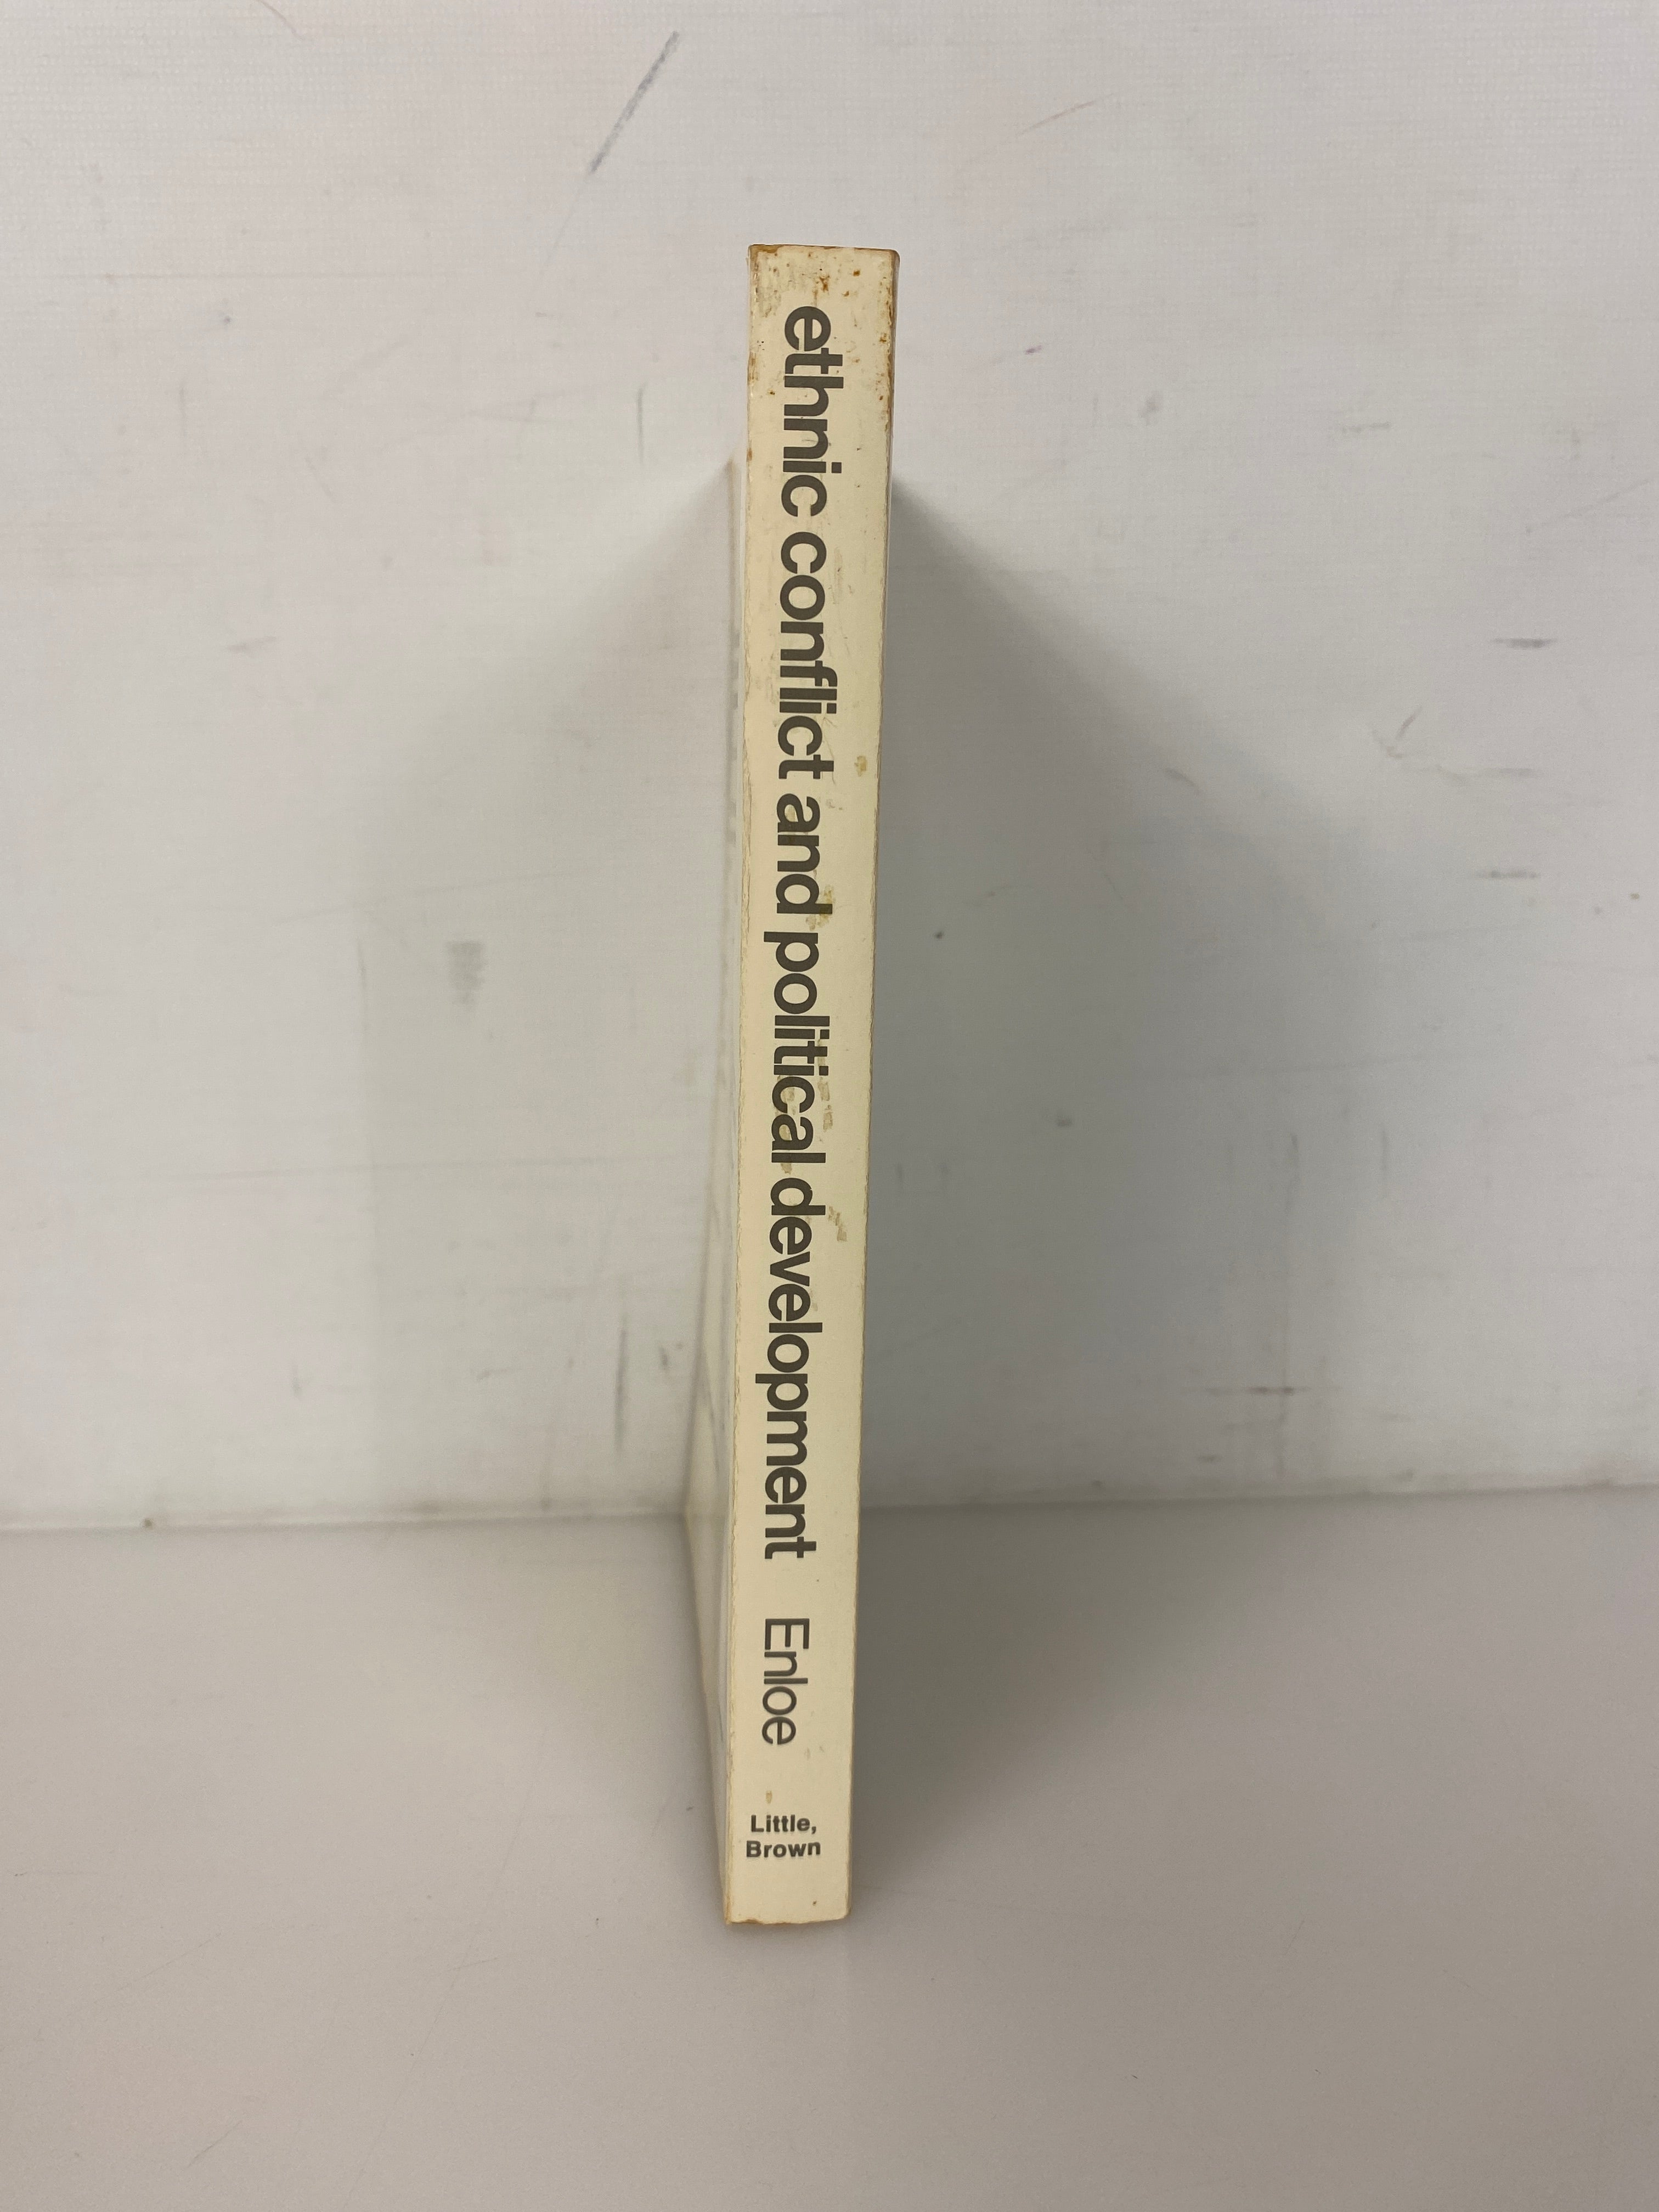 ethnic conflict and political development Enloe
Little,
Brown